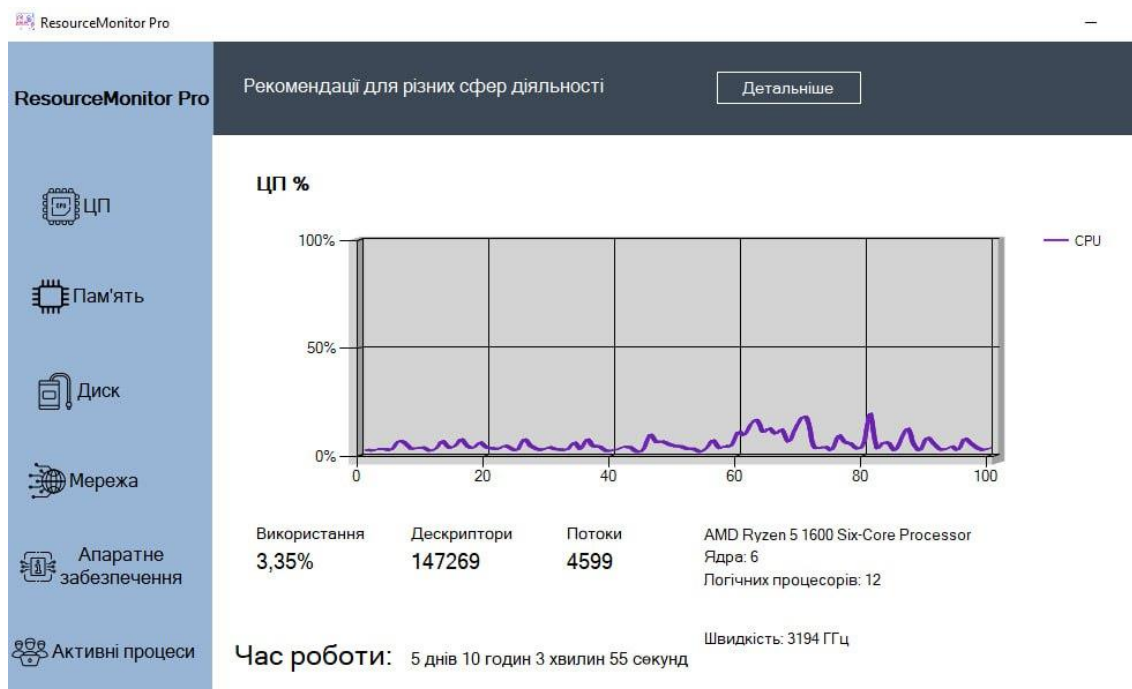 ResourceMonitor Pro
ResourceMonitor Pro
Рекомендації для різних сфер діяльності
Детальніше
ЦП
Пам'ять
Диск
Мережа
Апаратне
забезпечення
Активні процеси
ЦП %
100%
50%
0%
0 20 40 60 80 100
CPU
Використання Дескриптори Потоки
3,35% 147269 4599
AMD Ryzen 5 1600 Six-Core Processor
Ядра: 6
Логічних процесорів: 12
Швидкість: 3194 ГГц
Час роботи: 5 днів 10 годин 3 хвилин 55 секунд